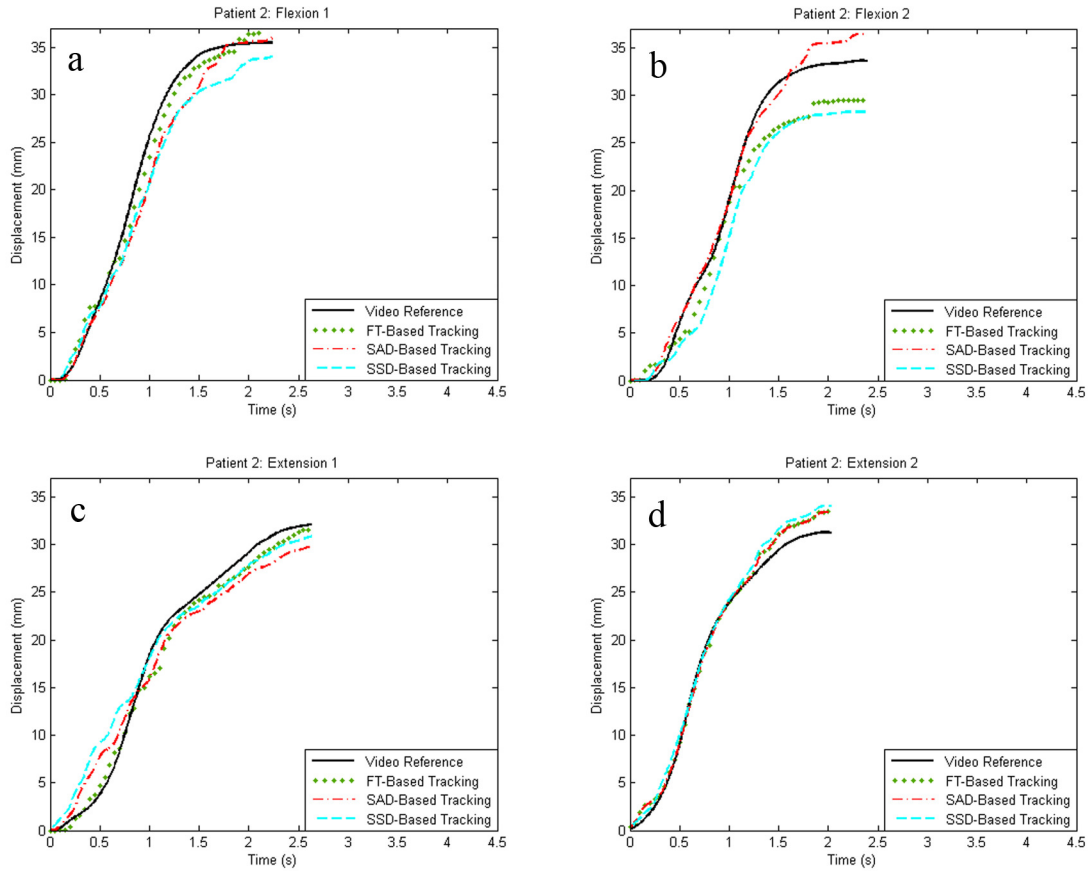 Patient 2: Flexion 1
a
Displacement (mm)
35
30
25
20
15
10
5
0
0 0.5 1 1.5 2 2.5 3 3.5 4 4.5
Time (s)
Video Reference
FT-Based Tracking
SAD-Based Tracking
SSD-Based Tracking
Patient 2: Flexion 2
b
Displacement (mm)
35
30
25
20
15
10
5
0
0 0.5 1 1.5 2 2.5 3 3.5 4 4.5
Time (s)
Video Reference
FT-Based Tracking
SAD-Based Tracking
SSD-Based Tracking
Patient 2: Extension 1
c
Displacement (mm)
35
30
25
20
15
10
5
0
0 0.5 1 1.5 2 2.5 3 3.5 4 4.5
Time (s)
Video Reference
FT-Based Tracking
SAD-Based Tracking
SSD-Based Tracking
Patient 2: Extension 2
d
Displacement (mm)
35
30
25
20
15
10
5
0
0 0.5 1 1.5 2 2.5 3 3.5 4 4.5
Time (s)
Video Reference
FT-Based Tracking
SAD-Based Tracking
SSD-Based Tracking